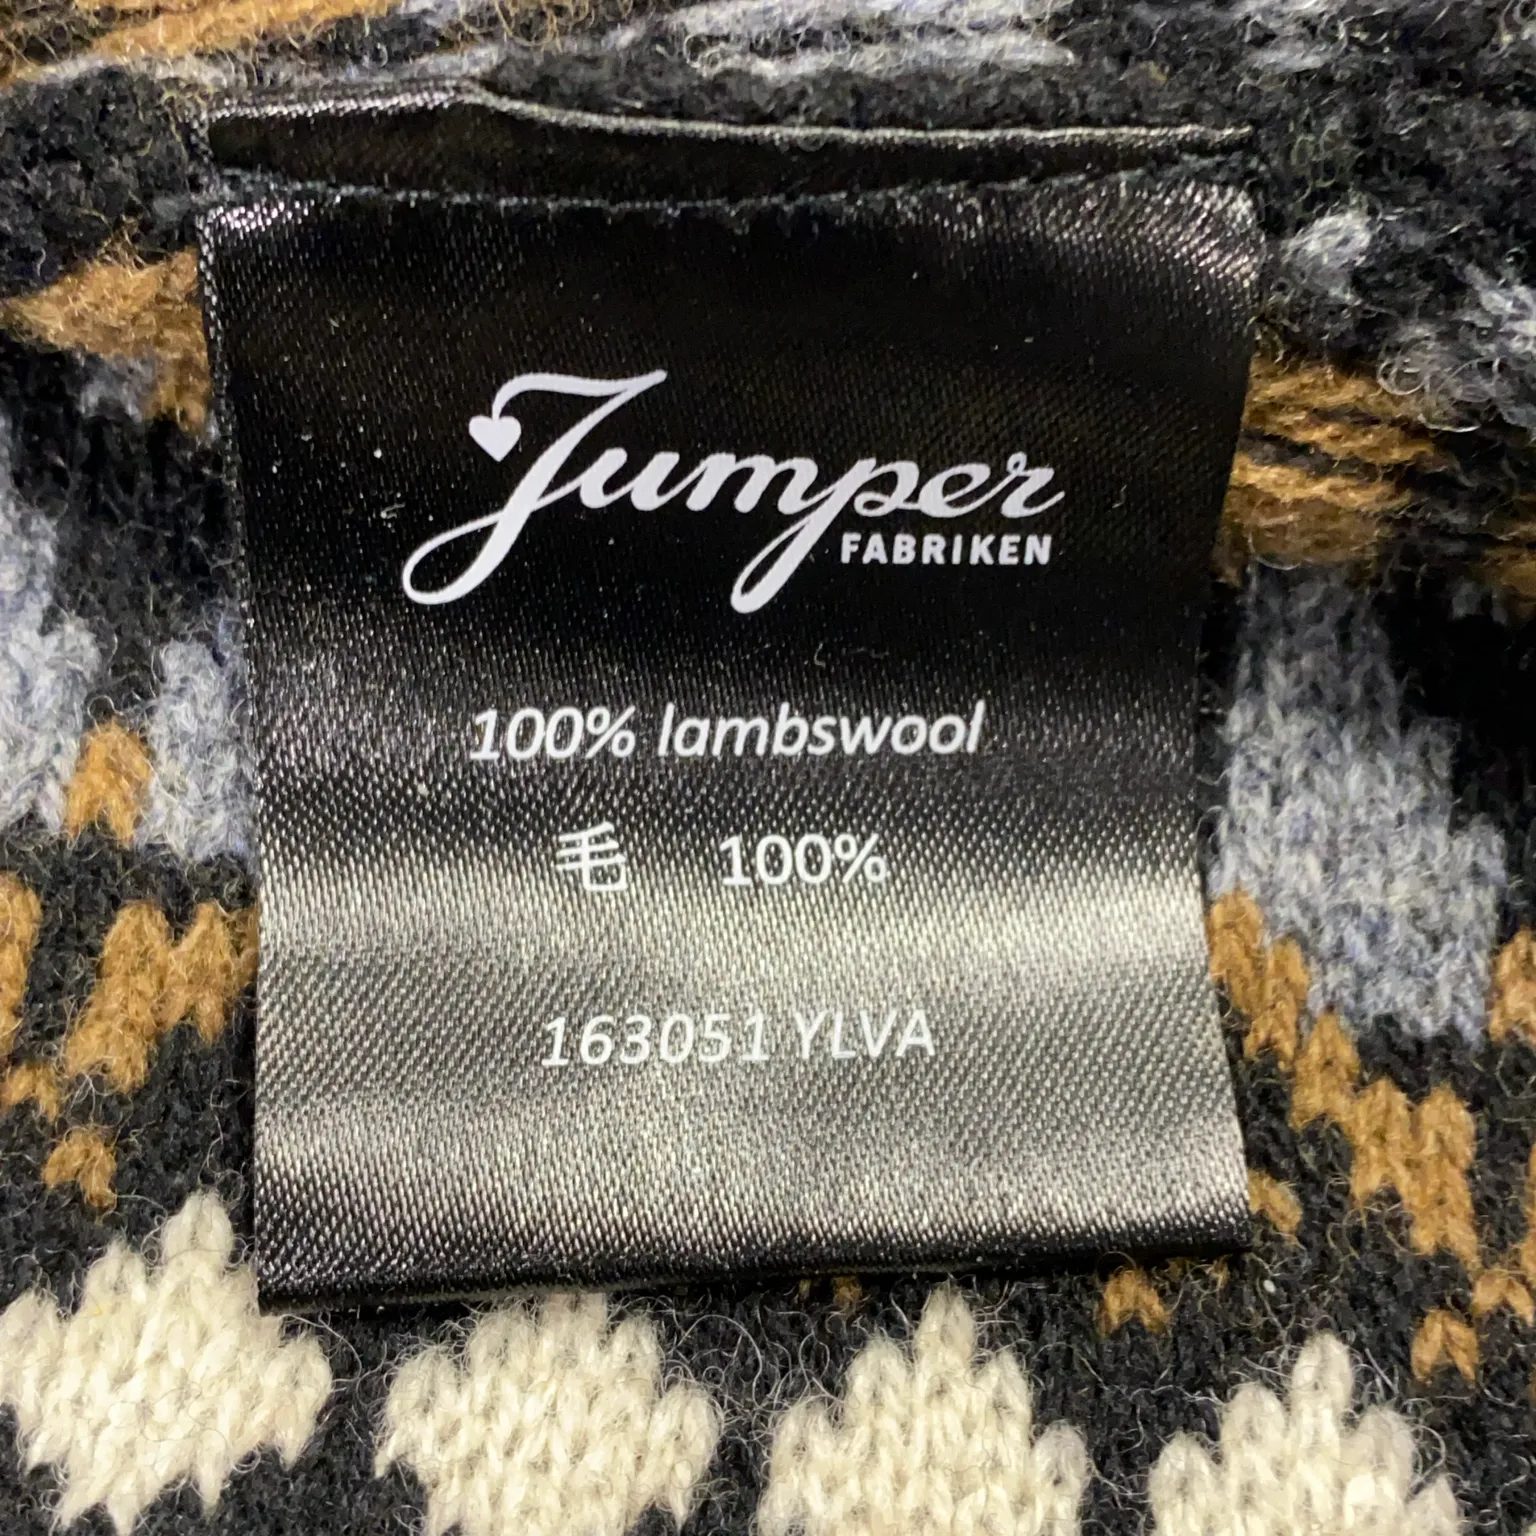 Jumper
FABRIKEN
100% lambswool
毛 100%
163051 YLVA